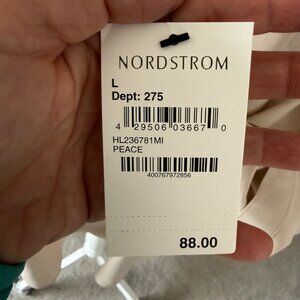 NORDSTROM
L
Dept: 275
4 29506 03667 0
HL236781MI
PEACE
400767972856
88.00